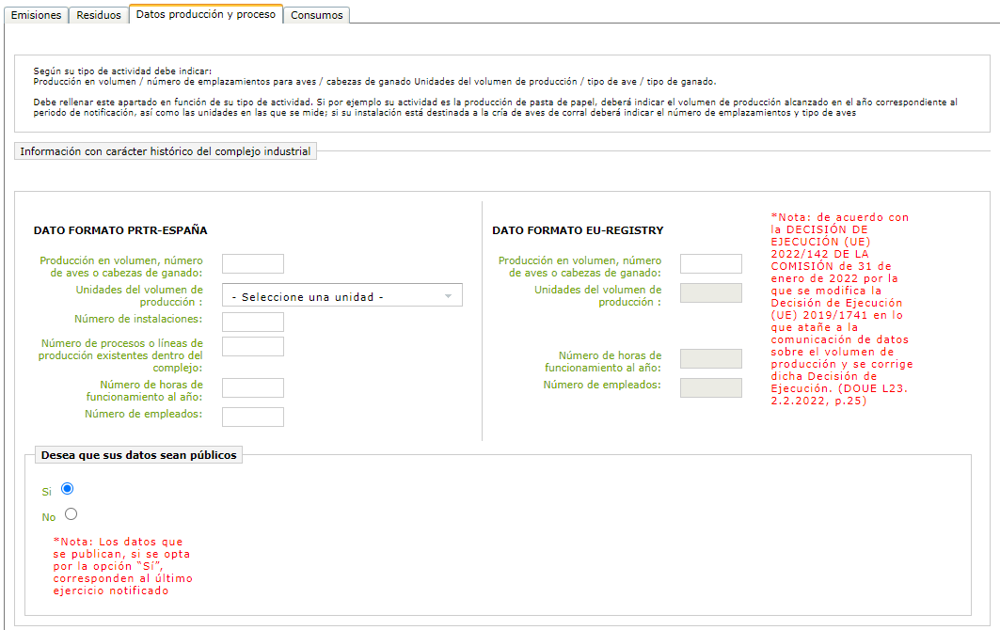 Emisiones
Residuos
Datos producción y proceso
Consumos
Según su tipo de actividad debe indicar:
Producción en volumen / número de emplazamientos para aves / cabezas de ganado Unidades del volumen de producción / tipo de ave / tipo de ganado.
Debe rellenar este apartado en función de su tipo de actividad. Si por ejemplo su actividad es la producción de pasta de papel, deberá indicar el volumen de producción alcanzado en el año correspondiente al
periodo de notificación, así como las unidades en las que se mide; si su instalación está destinada a la cría de aves de corral deberá indicar el número de emplazamientos y tipo de aves
Información con carácter histórico del complejo industrial
DATO FORMATO PRTR-ESPAÑA
Producción en volumen, número
de aves o cabezas de ganado:
Unidades del volumen de
producción :
- Seleccione una unidad -
Número de instalaciones:
Número de procesos o líneas de
producción existentes dentro del
complejo:
Número de horas de
funcionamiento al año:
Número de empleados:
DATO FORMATO EU-REGISTRY
Producción en volumen, número
de aves o cabezas de ganado:
Unidades del volumen de
producción :
Número de horas de
funcionamiento al año:
Número de empleados:
*Nota: de acuerdo con
la DECISIÓN DE
EJECUCIÓN (UE)
2022/142 DE LA
COMISIÓN de 31 de
enero de 2022 por la
que se modifica la
Decisión de Ejecución
(UE) 2019/1741 en lo
que atañe a la
comunicación de datos
sobre el volumen de
producción y se corrige
dicha Decisión de
Ejecución. (DOUE L23.
2.2.2022, p.25)
Desea que sus datos sean públicos
Si
No
*Nota: Los datos que
se publican, si se opta
por la opción "Sí",
corresponden al último
ejercicio notificado